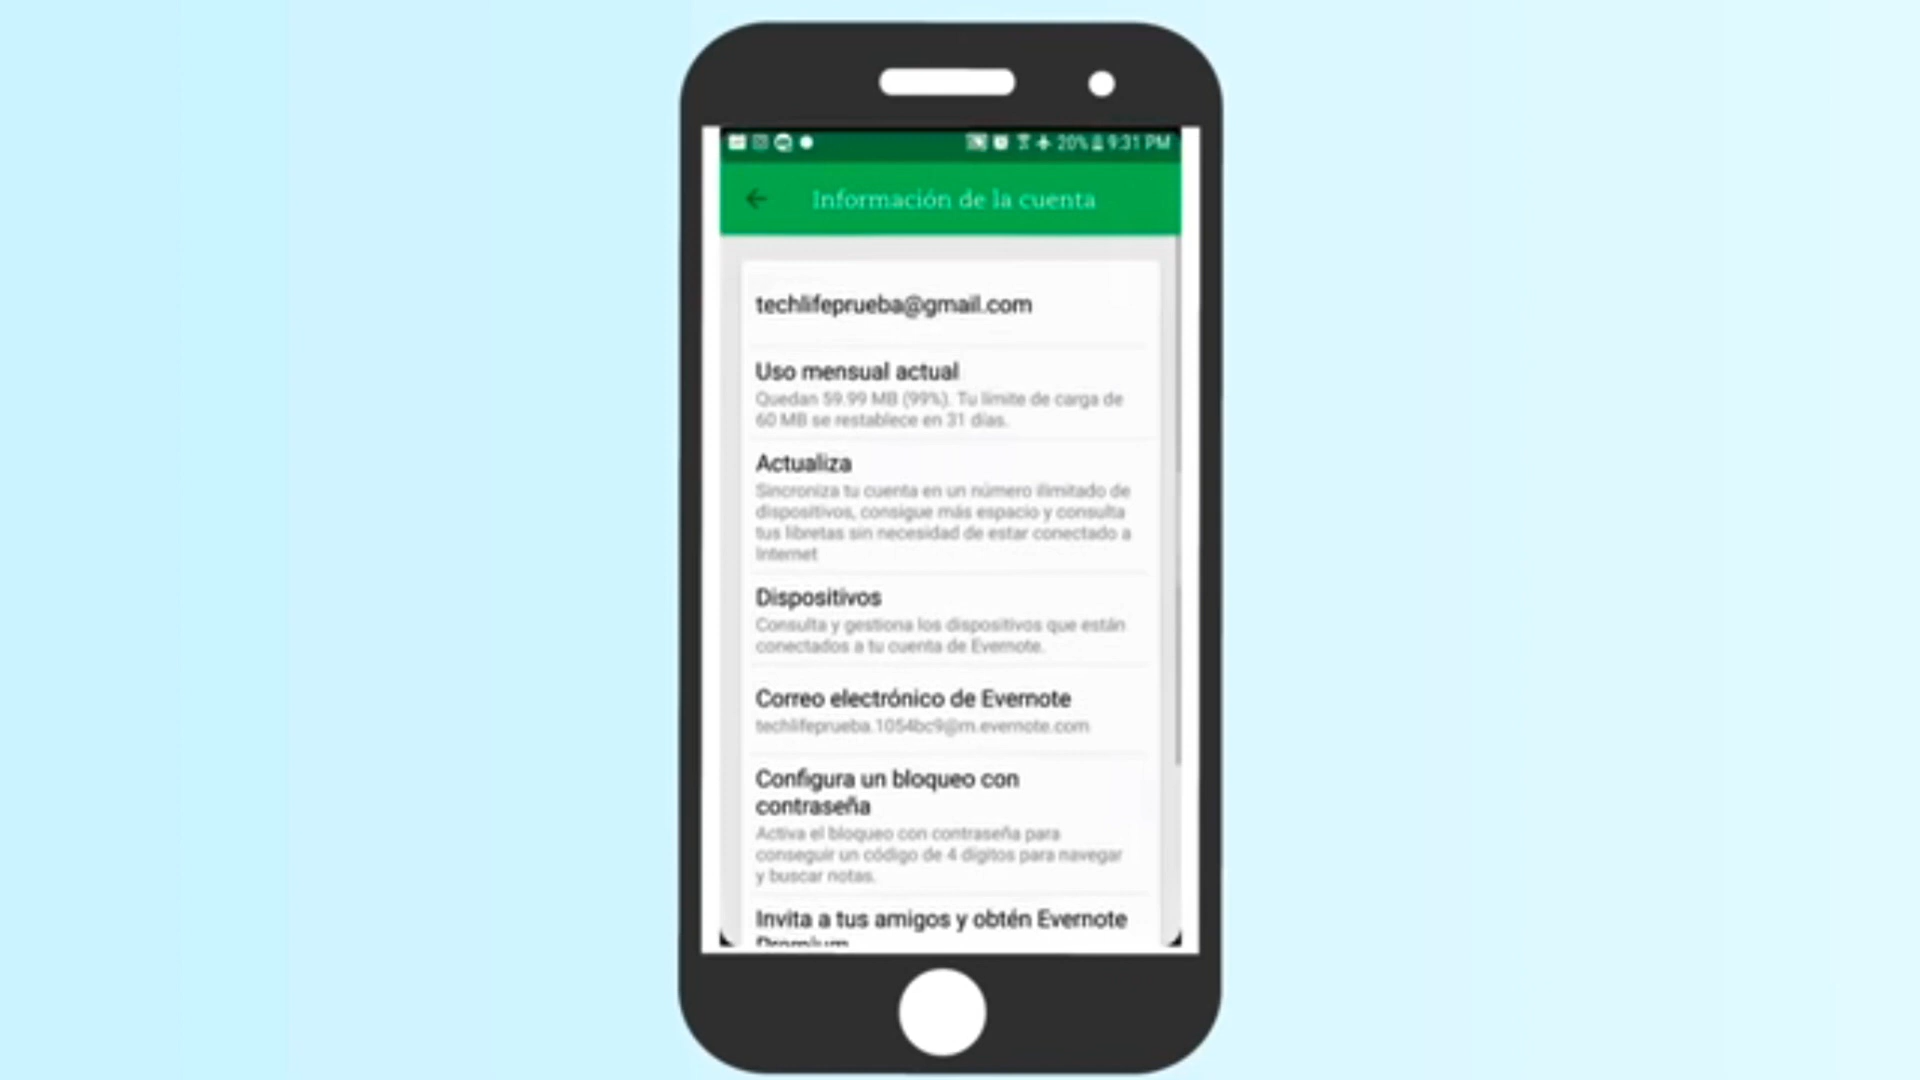 20% 9:31 PM
Información de la cuenta
techlifeprueba@gmail.com
Uso mensual actual
Quedan 59.99 MB (99%). Tu límite de carga de
60 MB se restablece en 31 días.
Actualiza
Sincroniza tu cuenta en un número ilimitado de
dispositivos, consigue más espacio y consulta
tus libretas sin necesidad de estar conectado a
Internet
Dispositivos
Consulta y gestiona los dispositivos que están
conectados a tu cuenta de Evernote.
Correo electrónico de Evernote
techlifeprueba.1054bc9@m.evernote.com
Configura un bloqueo con
contraseña
Activa el bloqueo con contraseña para
conseguir un código de 4 dígitos para navegar
y buscar notas.
Invita a tus amigos y obtén Evernote
Premium